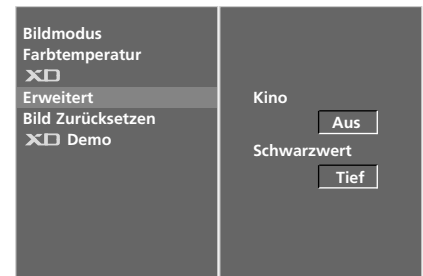 Bildmodus
Farbtemperatur
XD
Erweitert
Bild Zurücksetzen
XD Demo
Kino
Aus
Schwarzwert
Tief